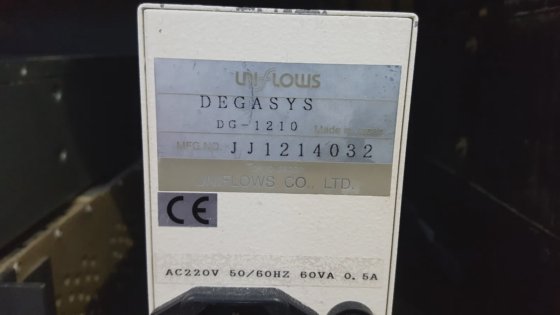 UNIFLOWS
DEGASYS
DG-1210 Made in Japan
MFG NO. JJ1214032
UNIFLOWS CO., LTD.
CE
AC220V 50/60HZ 60VA 0.5A